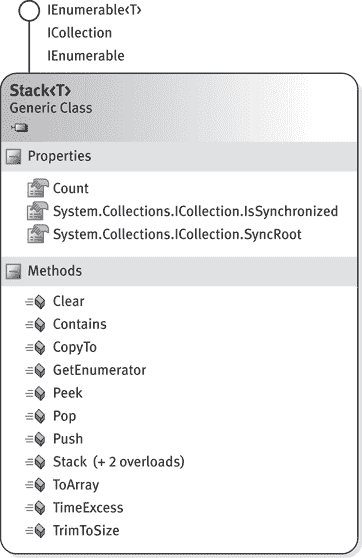 IEnumerable<T>
ICollection
IEnumerable
Stack<T>
Generic Class
Properties
Count
System.Collections.ICollection.IsSynchronized
System.Collections.ICollection.SyncRoot
Methods
Clear
Contains
CopyTo
GetEnumerator
Peek
Pop
Push
Stack (+ 2 overloads)
ToArray
TimeExcess
TrimToSize